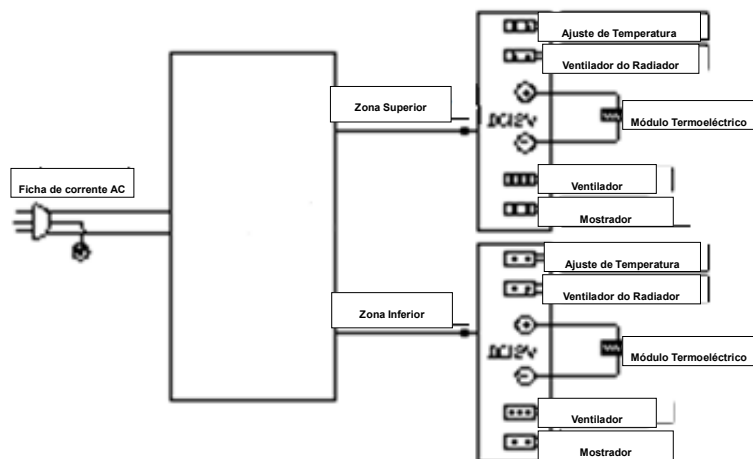 Ajuste de Temperatura
Ventilador do Radiador
Zona Superior
DC12V
Módulo Termoeléctrico
Ficha de corrente AC
Ventilador
Mostrador
Ajuste de Temperatura
Ventilador do Radiador
Zona Inferior
DC12V
Módulo Termoeléctrico
Ventilador
Mostrador